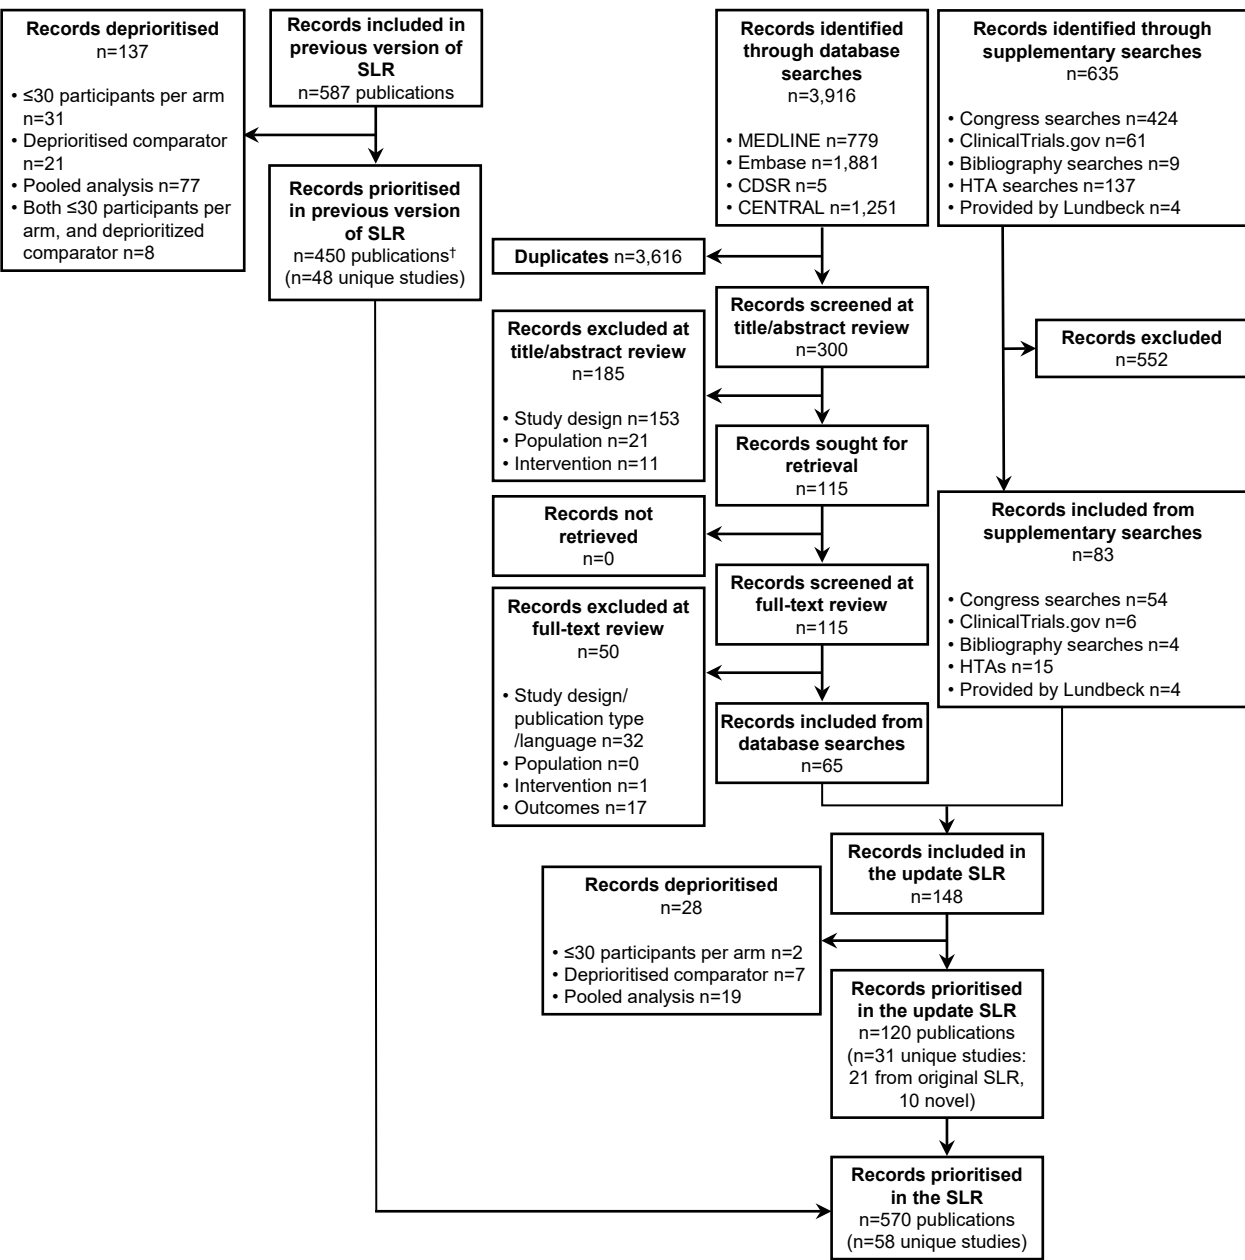 Records deprioritised
n=137
• ≤30 participants per arm
n=31
• Deprioritised comparator
n=21
• Pooled analysis n=77
• Both ≤30 participants per
arm, and deprioritized
comparator n=8
Records included in
previous version of
SLR
n=587 publications
Records prioritised
in previous version
of SLR
n=450 publications†
(n=48 unique studies)
Records identified
through database
searches
n=3,916
• MEDLINE n=779
• Embase n=1,881
• CDSR n=5
• CENTRAL n=1,251
Records identified through
supplementary searches
n=635
• Congress searches n=424
• ClinicalTrials.gov n=61
• Bibliography searches n=9
• HTA searches n=137
• Provided by Lundbeck n=4
Duplicates n=3,616
Records screened at
title/abstract review
n=300
Records excluded at
title/abstract review
n=185
• Study design n=153
• Population n=21
• Intervention n=11
Records excluded
n=552
Records sought for
retrieval
n=115
Records not
retrieved
n=0
Records screened at
full-text review
n=115
Records included from
supplementary searches
n=83
• Congress searches n=54
• ClinicalTrials.gov n=6
• Bibliography searches n=4
• HTAs n=15
• Provided by Lundbeck n=4
Records excluded at
full-text review
n=50
• Study design/
publication type
/language n=32
• Population n=0
• Intervention n=1
• Outcomes n=17
Records included from
database searches
n=65
Records included in
the update SLR
n=148
Records deprioritised
n=28
• ≤30 participants per arm n=2
• Deprioritised comparator n=7
• Pooled analysis n=19
Records prioritised
in the update SLR
n=120 publications
(n=31 unique studies:
21 from original SLR,
10 novel)
Records prioritised
in the SLR
n=570 publications
(n=58 unique studies)